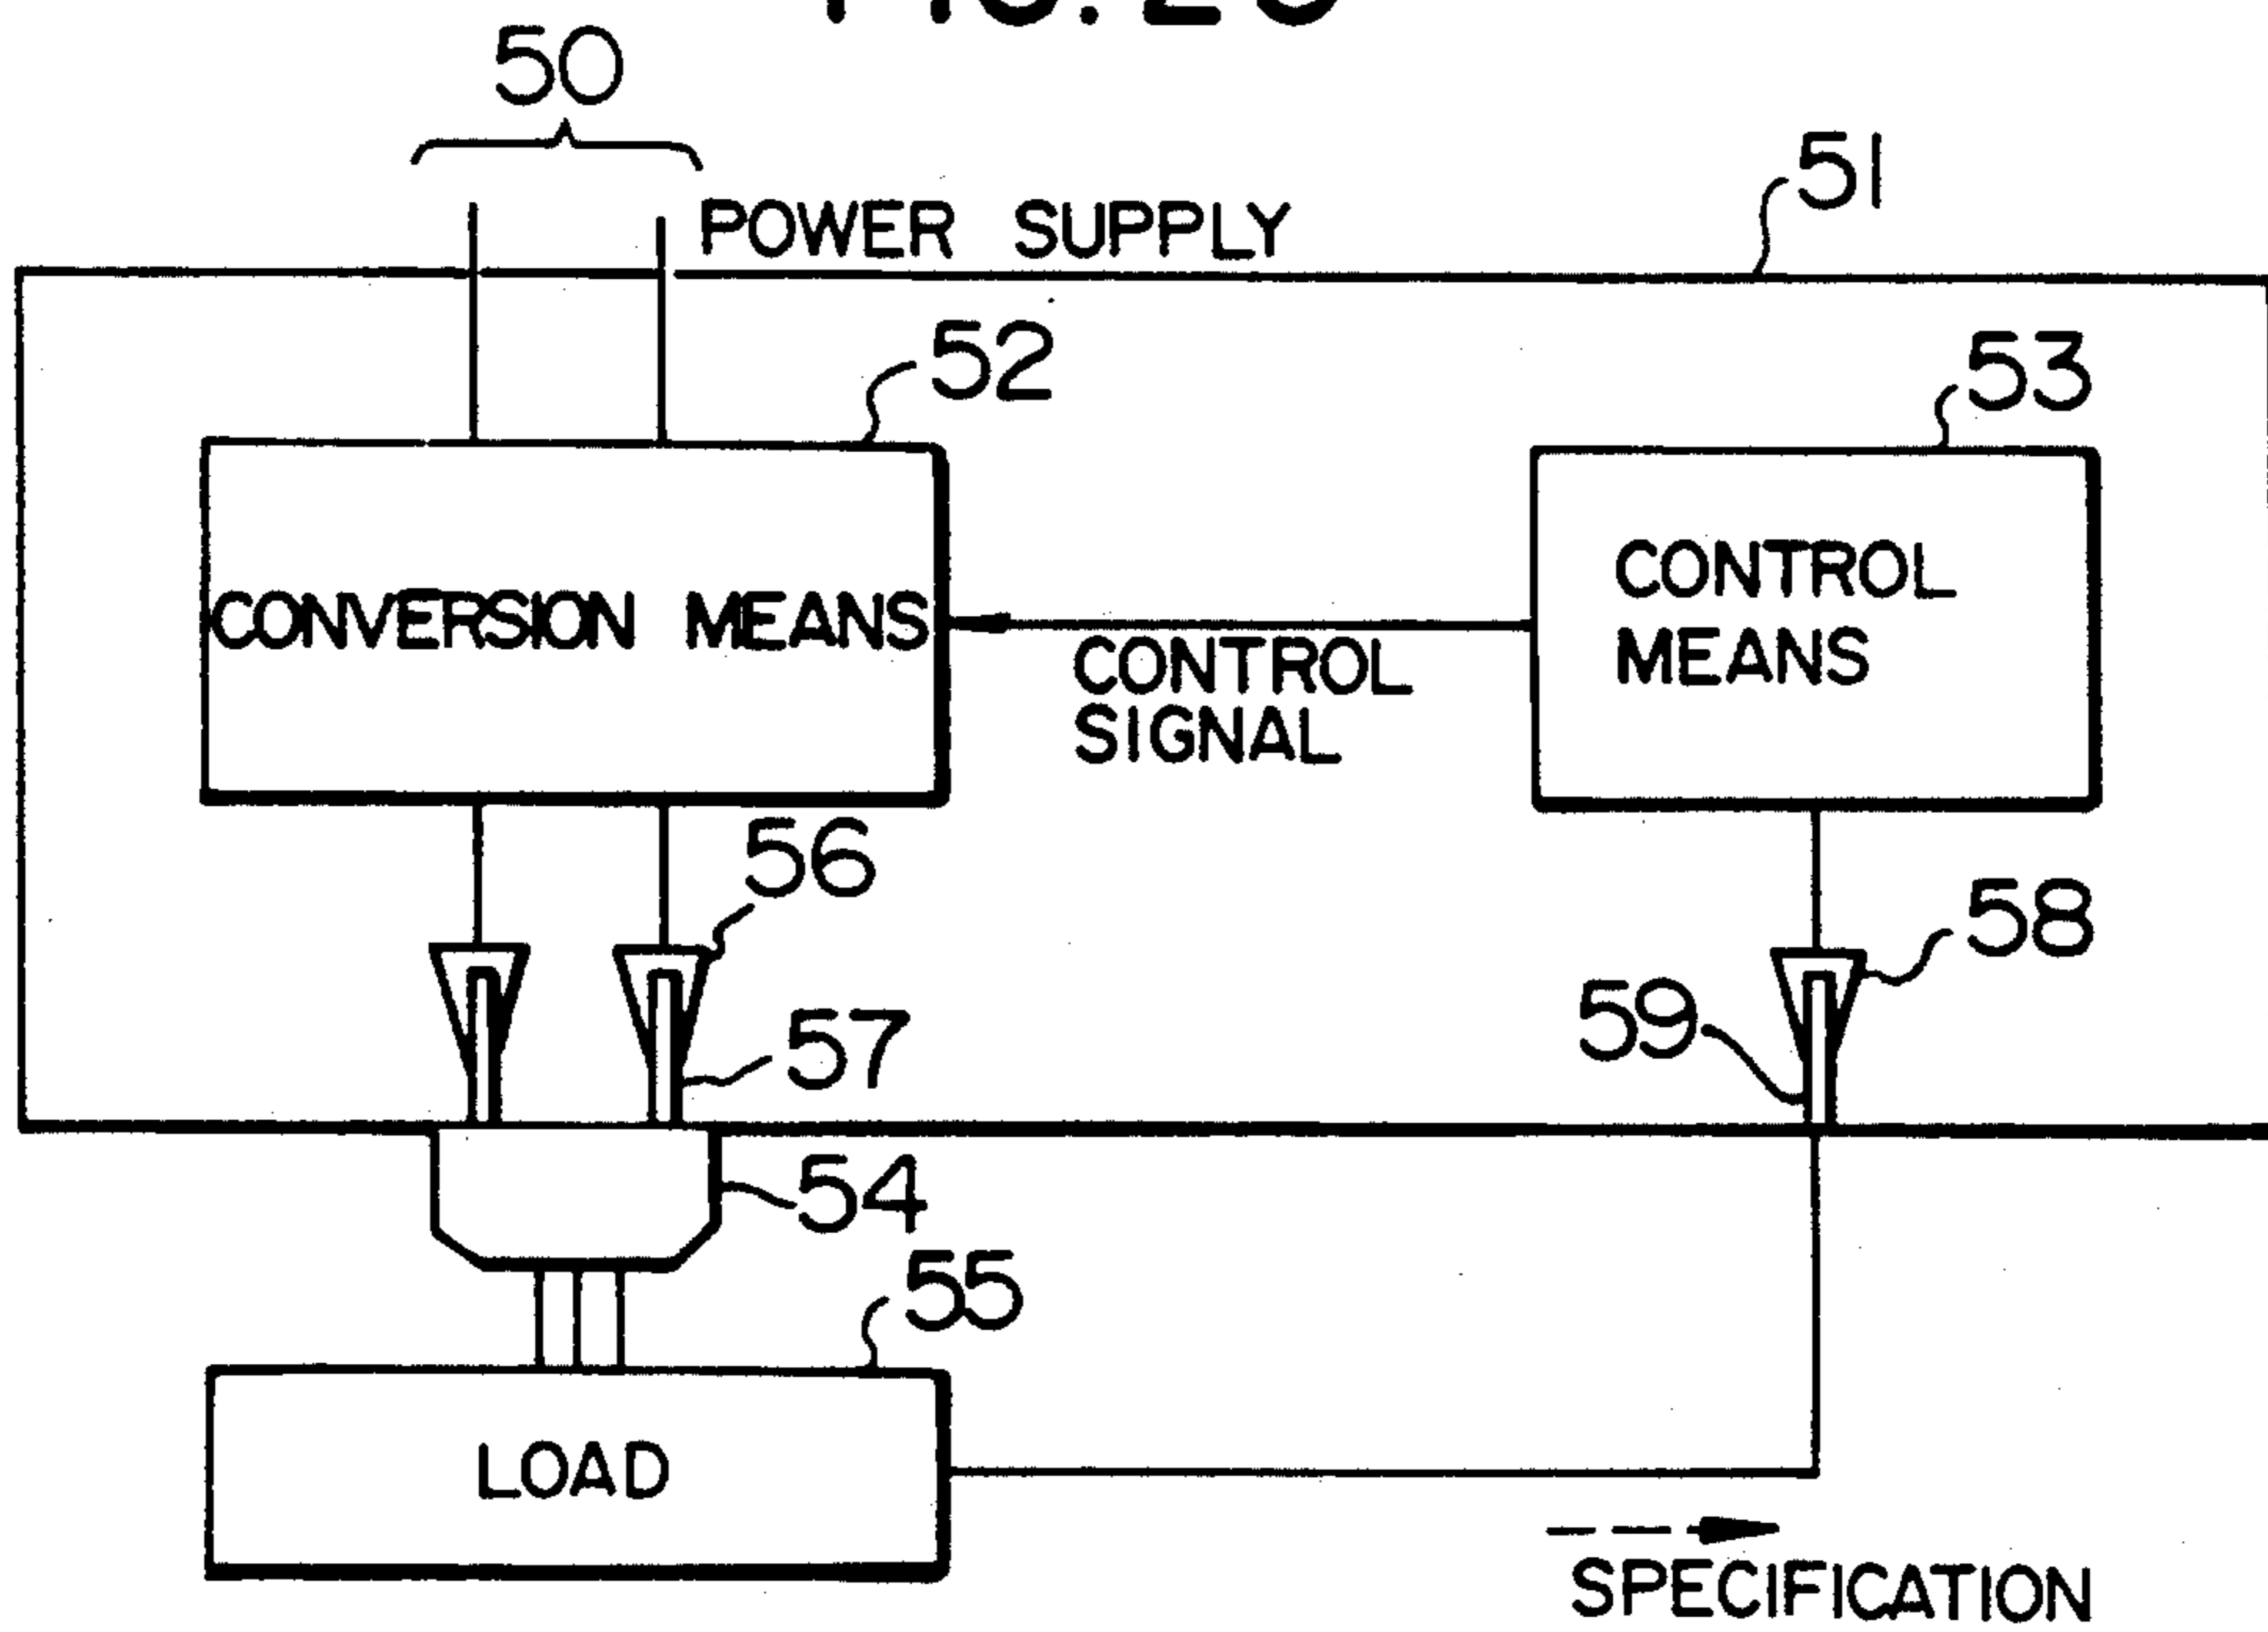 50
51
POWER SUPPLY
52
53
CONVERSION MEANS
CONTROL
MEANS
CONTROL
SIGNAL
56
58
57
59
54
55
LOAD
SPECIFICATION